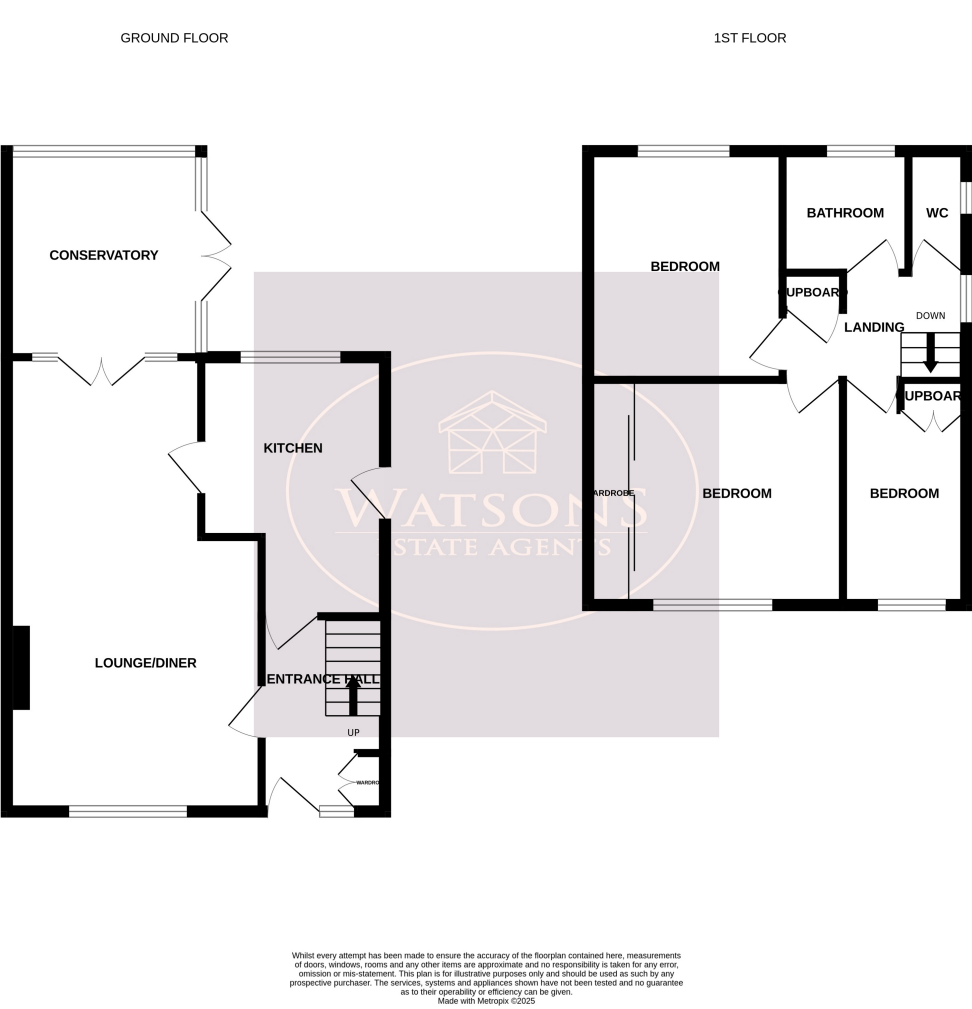 GROUND FLOOR
1ST FLOOR
CONSERVATORY
KITCHEN
LOUNGE/DINER
ENTRANCE HALL
UP
WARDRO
BEDROOM
BATHROOM
WC
CUPBOARD
LANDING
DOWN
CUPBOAR
ARDROBE
BEDROOM
BEDROOM
WATSONS
ESTATE AGENTS
Whilst every attempt has been made to ensure the accuracy of the floorplan contained here, measurements
of doors, windows, rooms and any other items are approximate and no responsibility is taken for any error,
omission or mis-statement. This plan is for illustrative purposes only and should be used as such by any
prospective purchaser. The services, systems and appliances shown have not been tested and no guarantee
as to their operability or efficiency can be given.
Made with Metropix ©2025